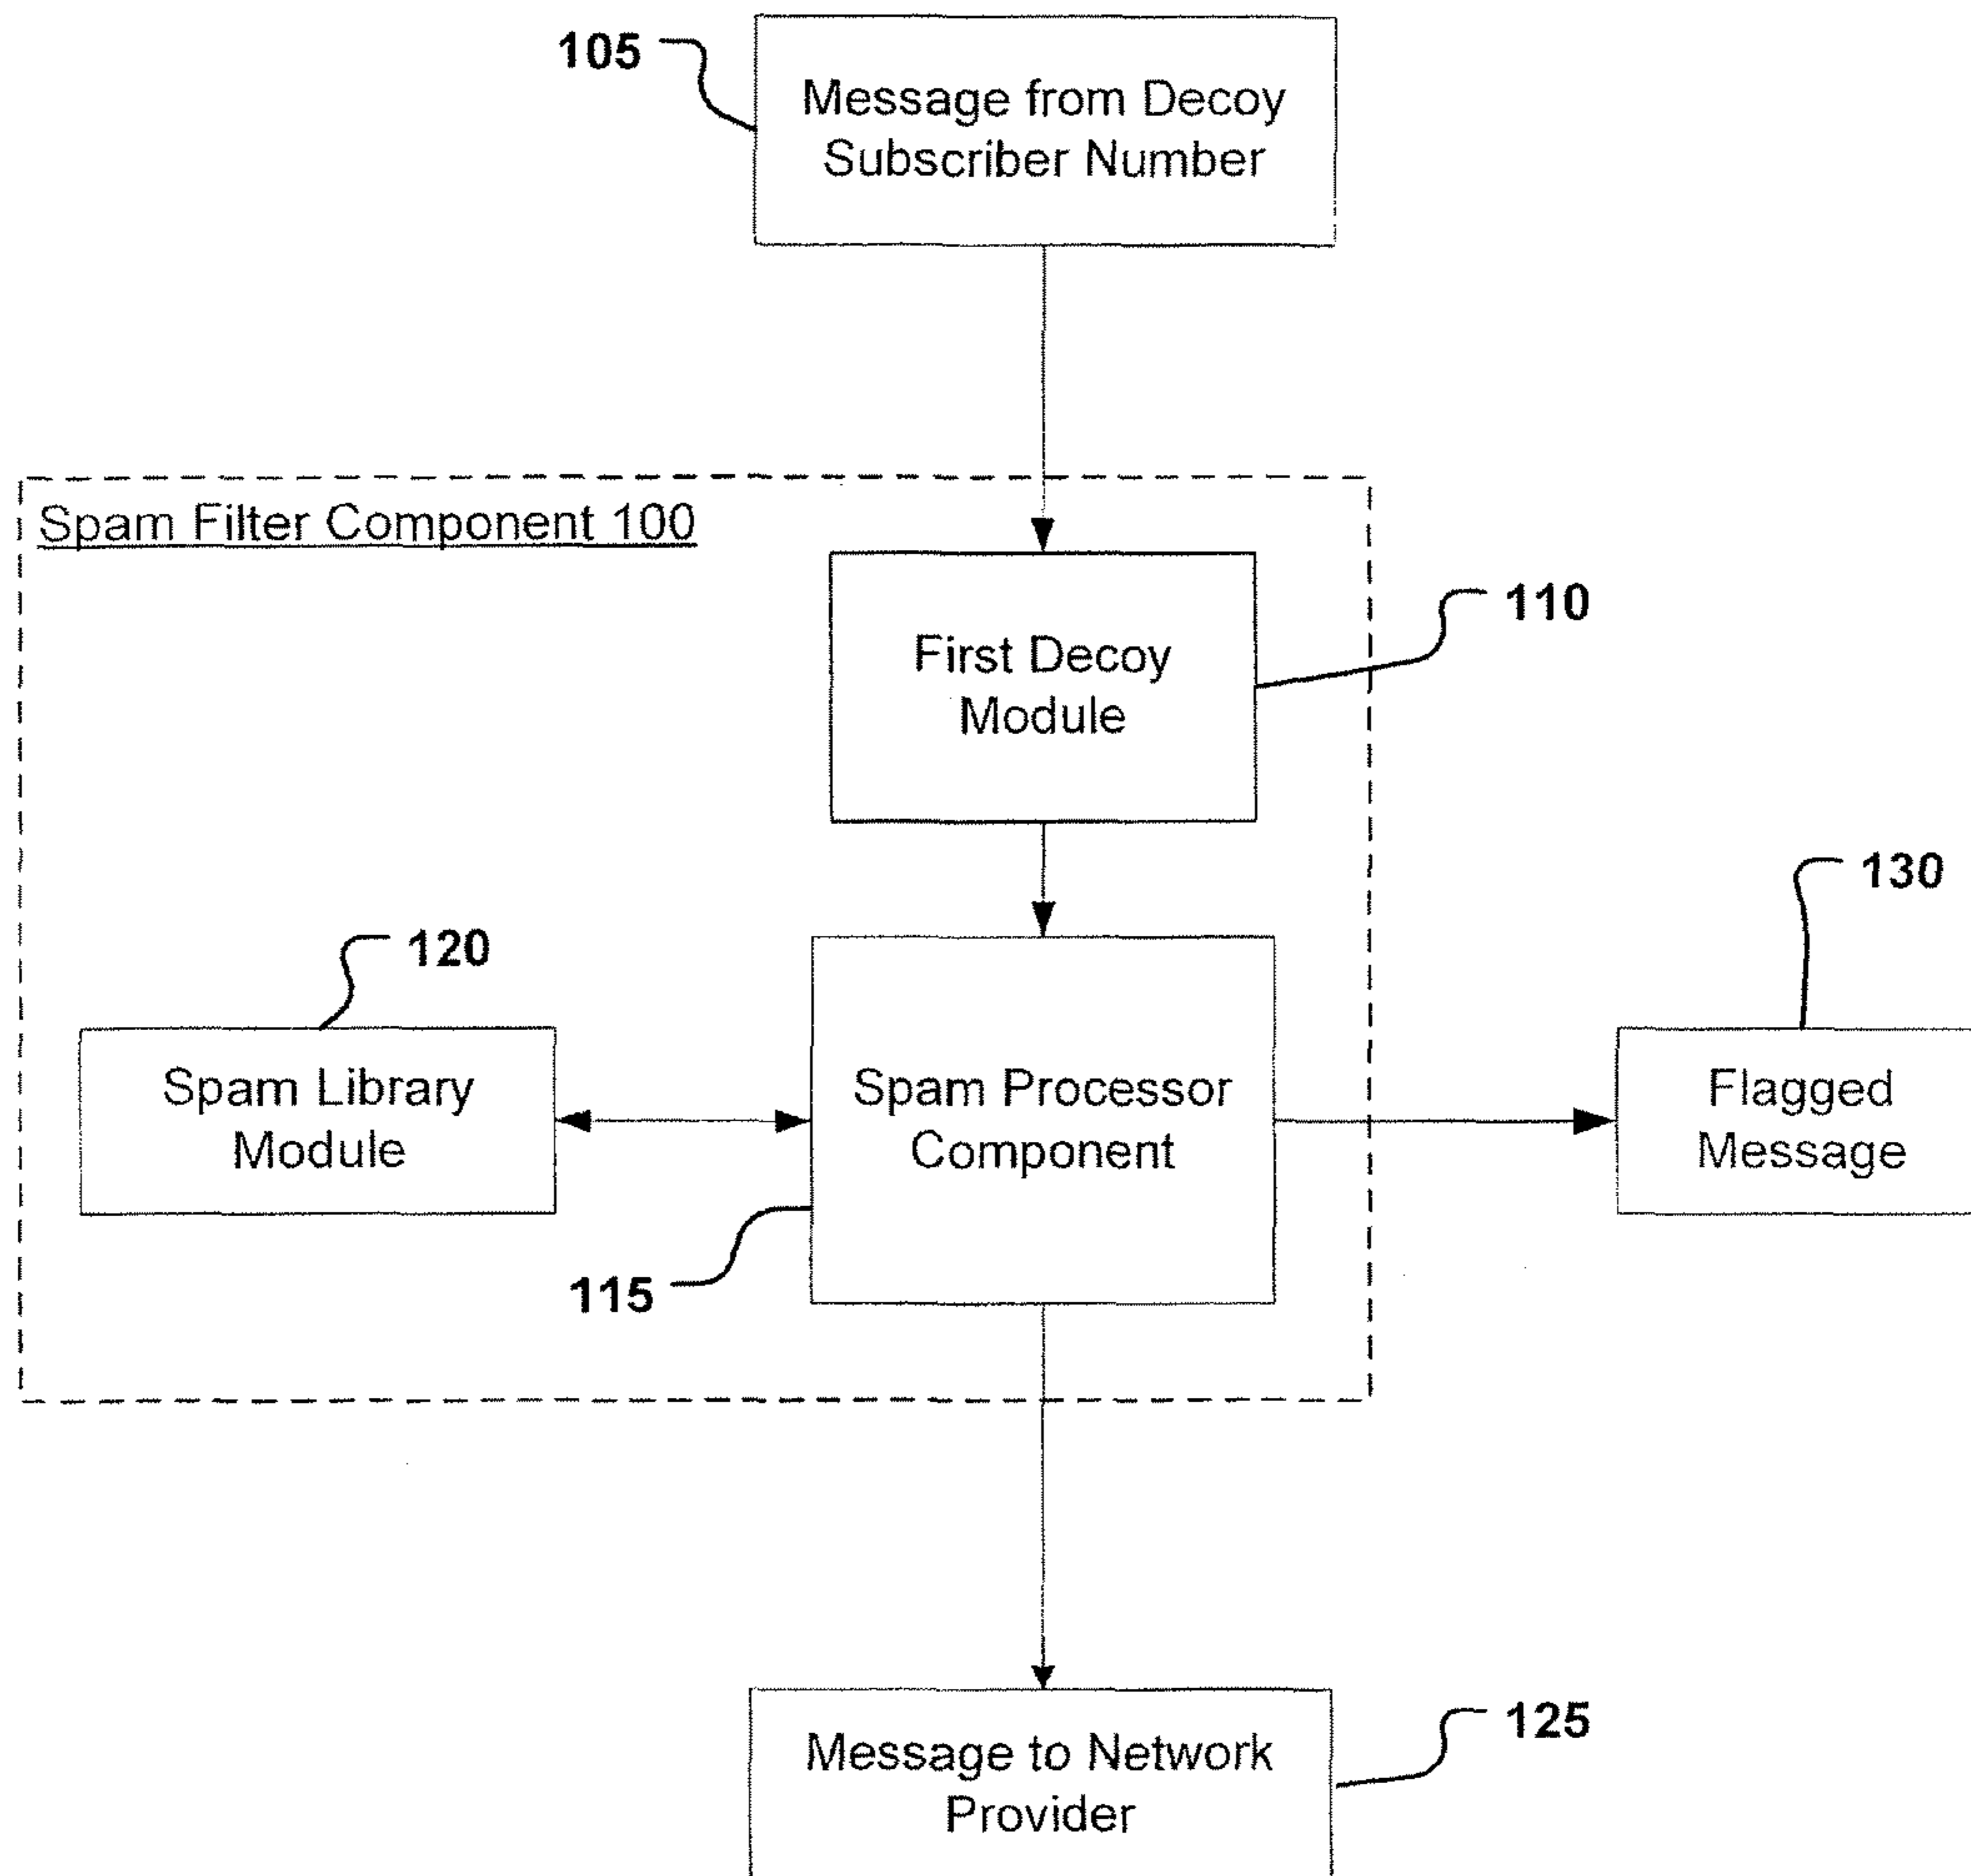 105
Message from Decoy
Subscriber Number
Spam Filter Component 100
First Decoy
Module
110
130
120
Spam Library
Module
Spam Processor
Component
Flagged
Message
115
Message to Network
Provider
125